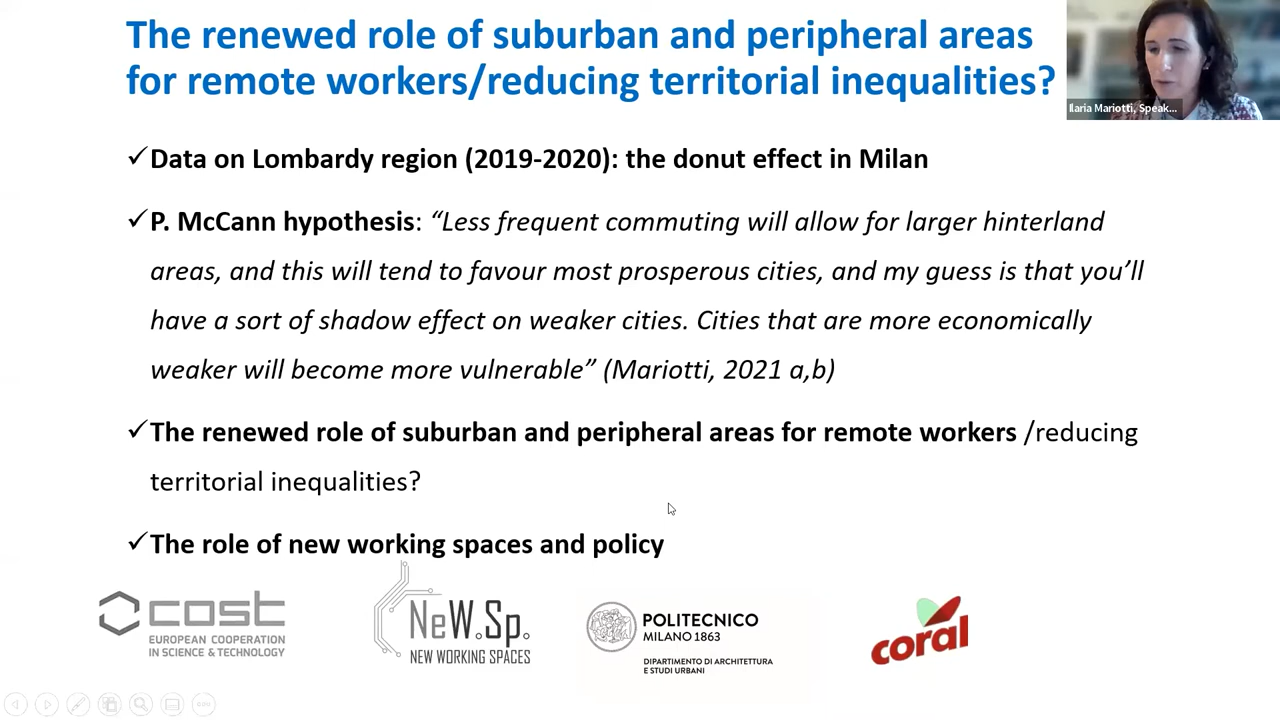 The renewed role of suburban and peripheral areas
for remote workers/reducing territorial inequalities?
Ilaria Mariotti, Speak...
✓Data on Lombardy region (2019-2020): the donut effect in Milan
✓P. McCann hypothesis: “Less frequent commuting will allow for larger hinterland
areas, and this will tend to favour most prosperous cities, and my guess is that you’ll
have a sort of shadow effect on weaker cities. Cities that are more economically
weaker will become more vulnerable” (Mariotti, 2021 a,b)
✓The renewed role of suburban and peripheral areas for remote workers /reducing
territorial inequalities?
✓The role of new working spaces and policy
cost
EUROPEAN COOPERATION
IN SCIENCE & TECHNOLOGY
NeW.Sp.
NEW WORKING SPACES
POLITECNICO
MILANO 1863
DIPARTIMENTO DI ARCHITETTURA
E STUDI URBANI
coral